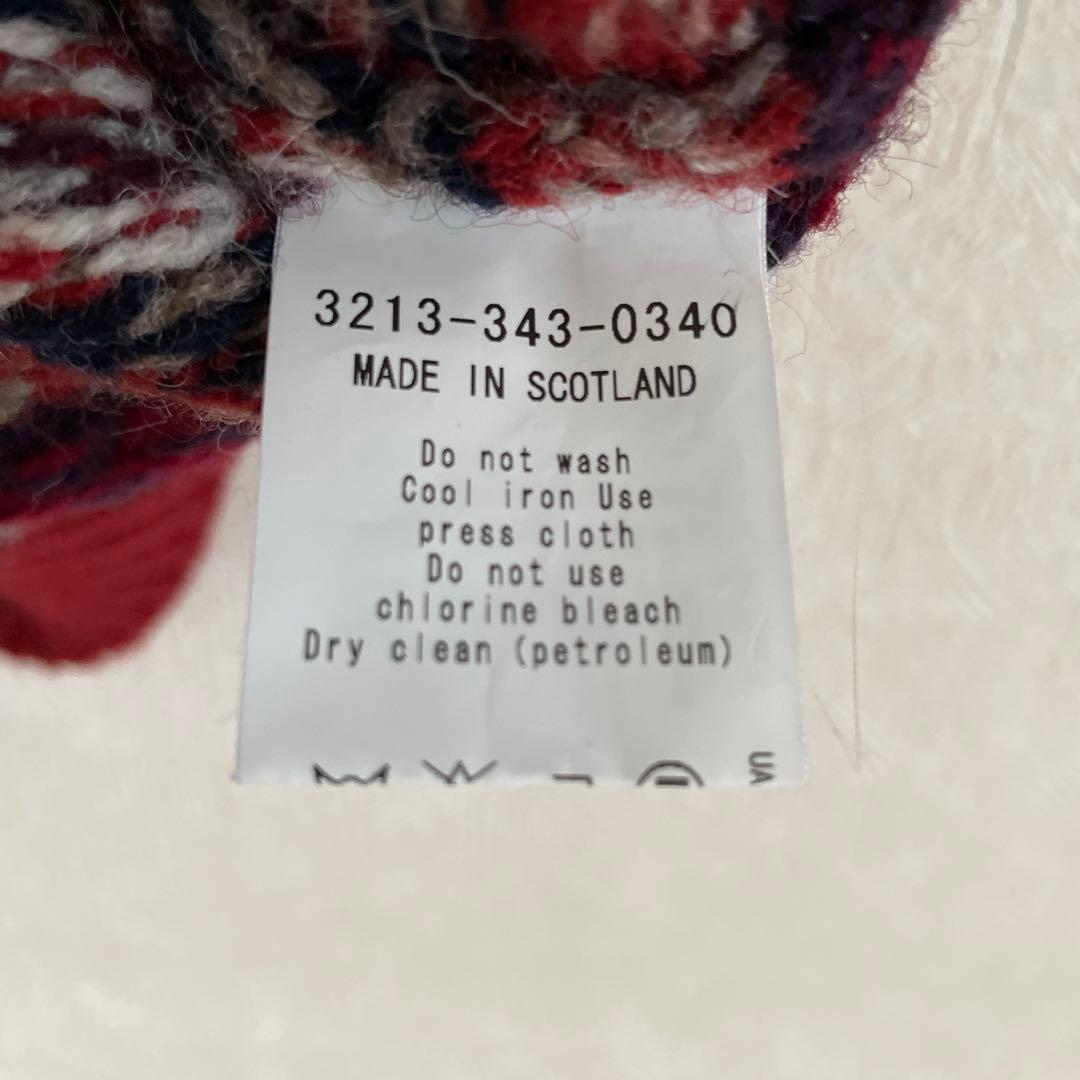 3213-343-0340
MADE IN SCOTLAND
Do not wash
Cool iron Use
press cloth
Do not use
chlorine bleach
Dry clean (petroleum)
UA